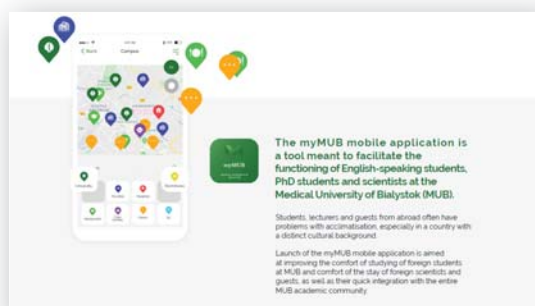 Back
Campus
myMUB
The myMUB mobile application is
a tool meant to facilitate the
functioning of English-speaking students,
PhD students and scientists at the
Medical University of Bialystok (MUB).
Students, lecturers and guests from abroad often have
problems with acclimatisation, especially in a country with
a distinct cultural background.
Launch of the myMUB mobile application is aimed
at improving the comfort of studying of foreign students
at MUB and comfort of the stay of foreign scientists and
guests, as well as their quick integration with the entire
MUB academic community